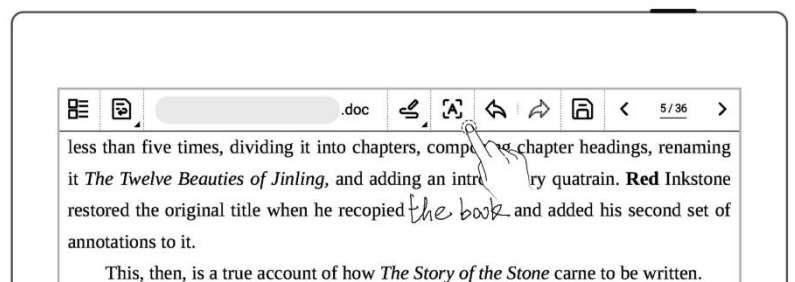 .doc 5/36
less than five times, dividing it into chapters, chapter headings, renaming
it The Twelve Beauties of Jinling, and adding an quatrain. Red Inkstone
restored the original title when he recopied the book and added his second set of
annotations to it.
This, then, is a true account of how The Story of the Stone carne to be written.